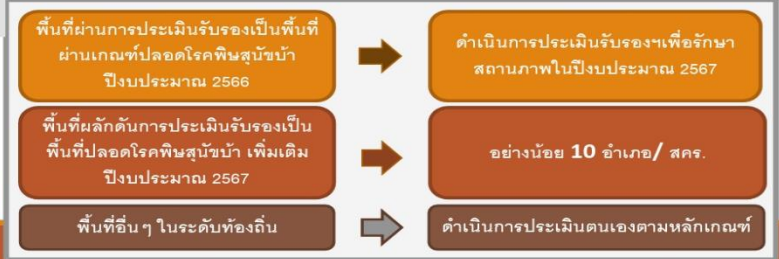 พื้นที่ผ่านการประเมินรับรองเป็นพื้นที่
ผ่านเกณฑ์ปลอดโรคพิษสุนัขบ้า
ปีงบประมาณ 2566
ดำเนินการประเมินรับรองฯเพื่อรักษา
สถานภาพในปีงบประมาณ 2567
พื้นที่ผลักดันการประเมินรับรองเป็น
พื้นที่ปลอดโรคพิษสุนัขบ้า เพิ่มเติม
ปีงบประมาณ 2567
อย่างน้อย 10 อำเภอ/ สคร.
พื้นที่อื่น ๆ ในระดับท้องถิ่น
ดำเนินการประเมินตนเองตามหลักเกณฑ์